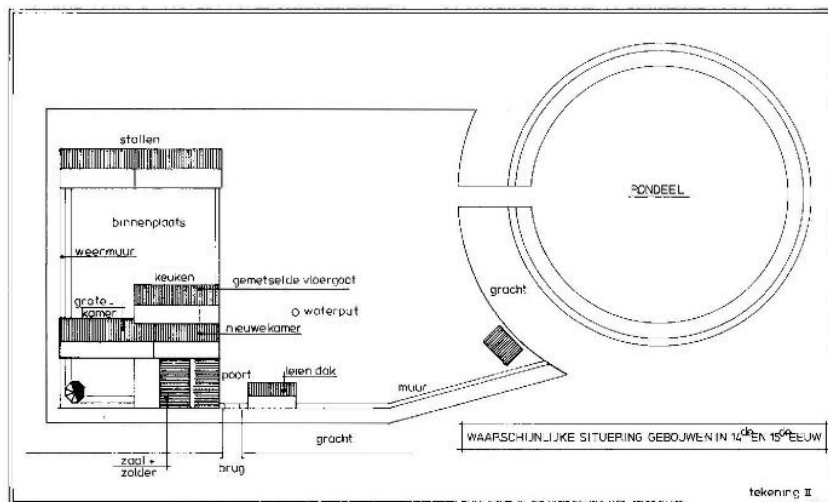 stallen
RONDEEL
binnenplaats
weermuur
keuken
gemetselde vloergoot
gracht
grote-
kamer
waterput
nieuwekamer
poort
leien dak
muur
WAARSCHIJNLIJKE SITUERING GEBOUWEN IN 14de EN 15de EEUW
gracht
zaal +
zolder
brug
tekening II